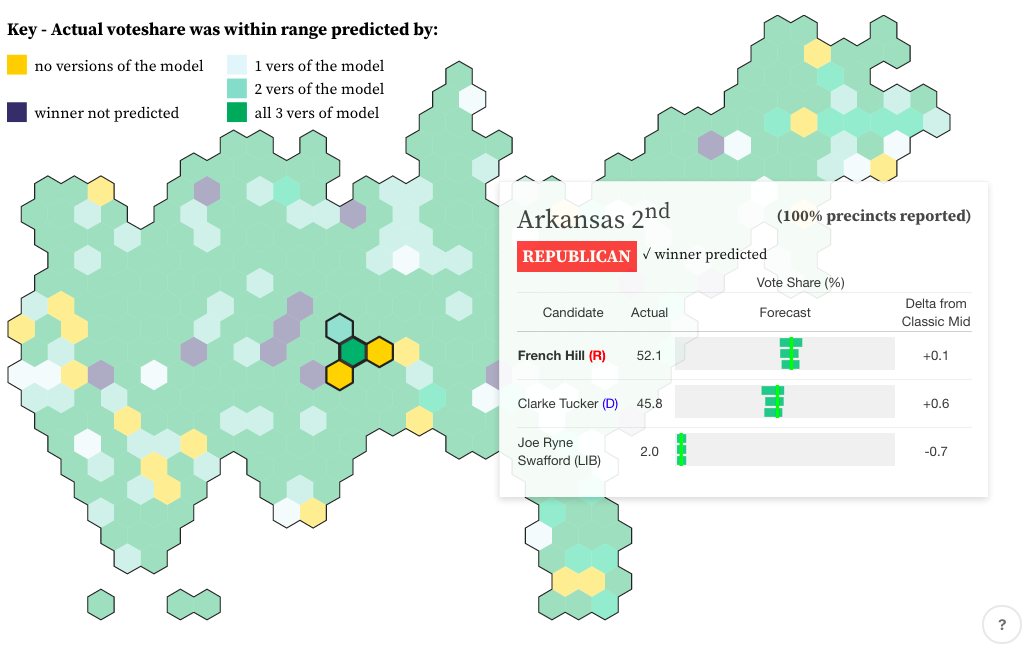 Key - Actual voteshare was within range predicted by:
no versions of the model
1 vers of the model
2 vers of the model
winner not predicted
all 3 vers of model
Arkansas 2nd
(100% precincts reported)
REPUBLICAN ✓ winner predicted
Vote Share (%)
Candidate Actual Forecast Delta from
Classic Mid
French Hill (R) 52.1 +0.1
Clarke Tucker (D) 45.8 +0.6
Joe Ryne
Swafford (LIB) 2.0 -0.7
?